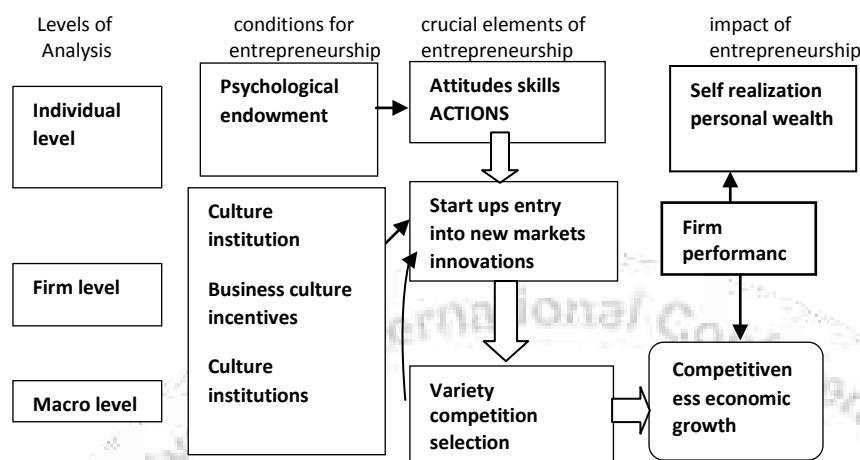 Levels of
Analysis
conditions for
entrepreneurship
crucial elements of
entrepreneurship
impact of
entrepreneurship
Individual
level
Psychological
endowment
Attitudes skills
ACTIONS
Self realization
personal wealth
Culture
institution
Business culture
incentives
Culture
institutions
Start ups entry
into new markets
innovations
Firm
performanc
Firm level
Macro level
Variety
competition
selection
Competitiven
ess economic
growth
ernational Co